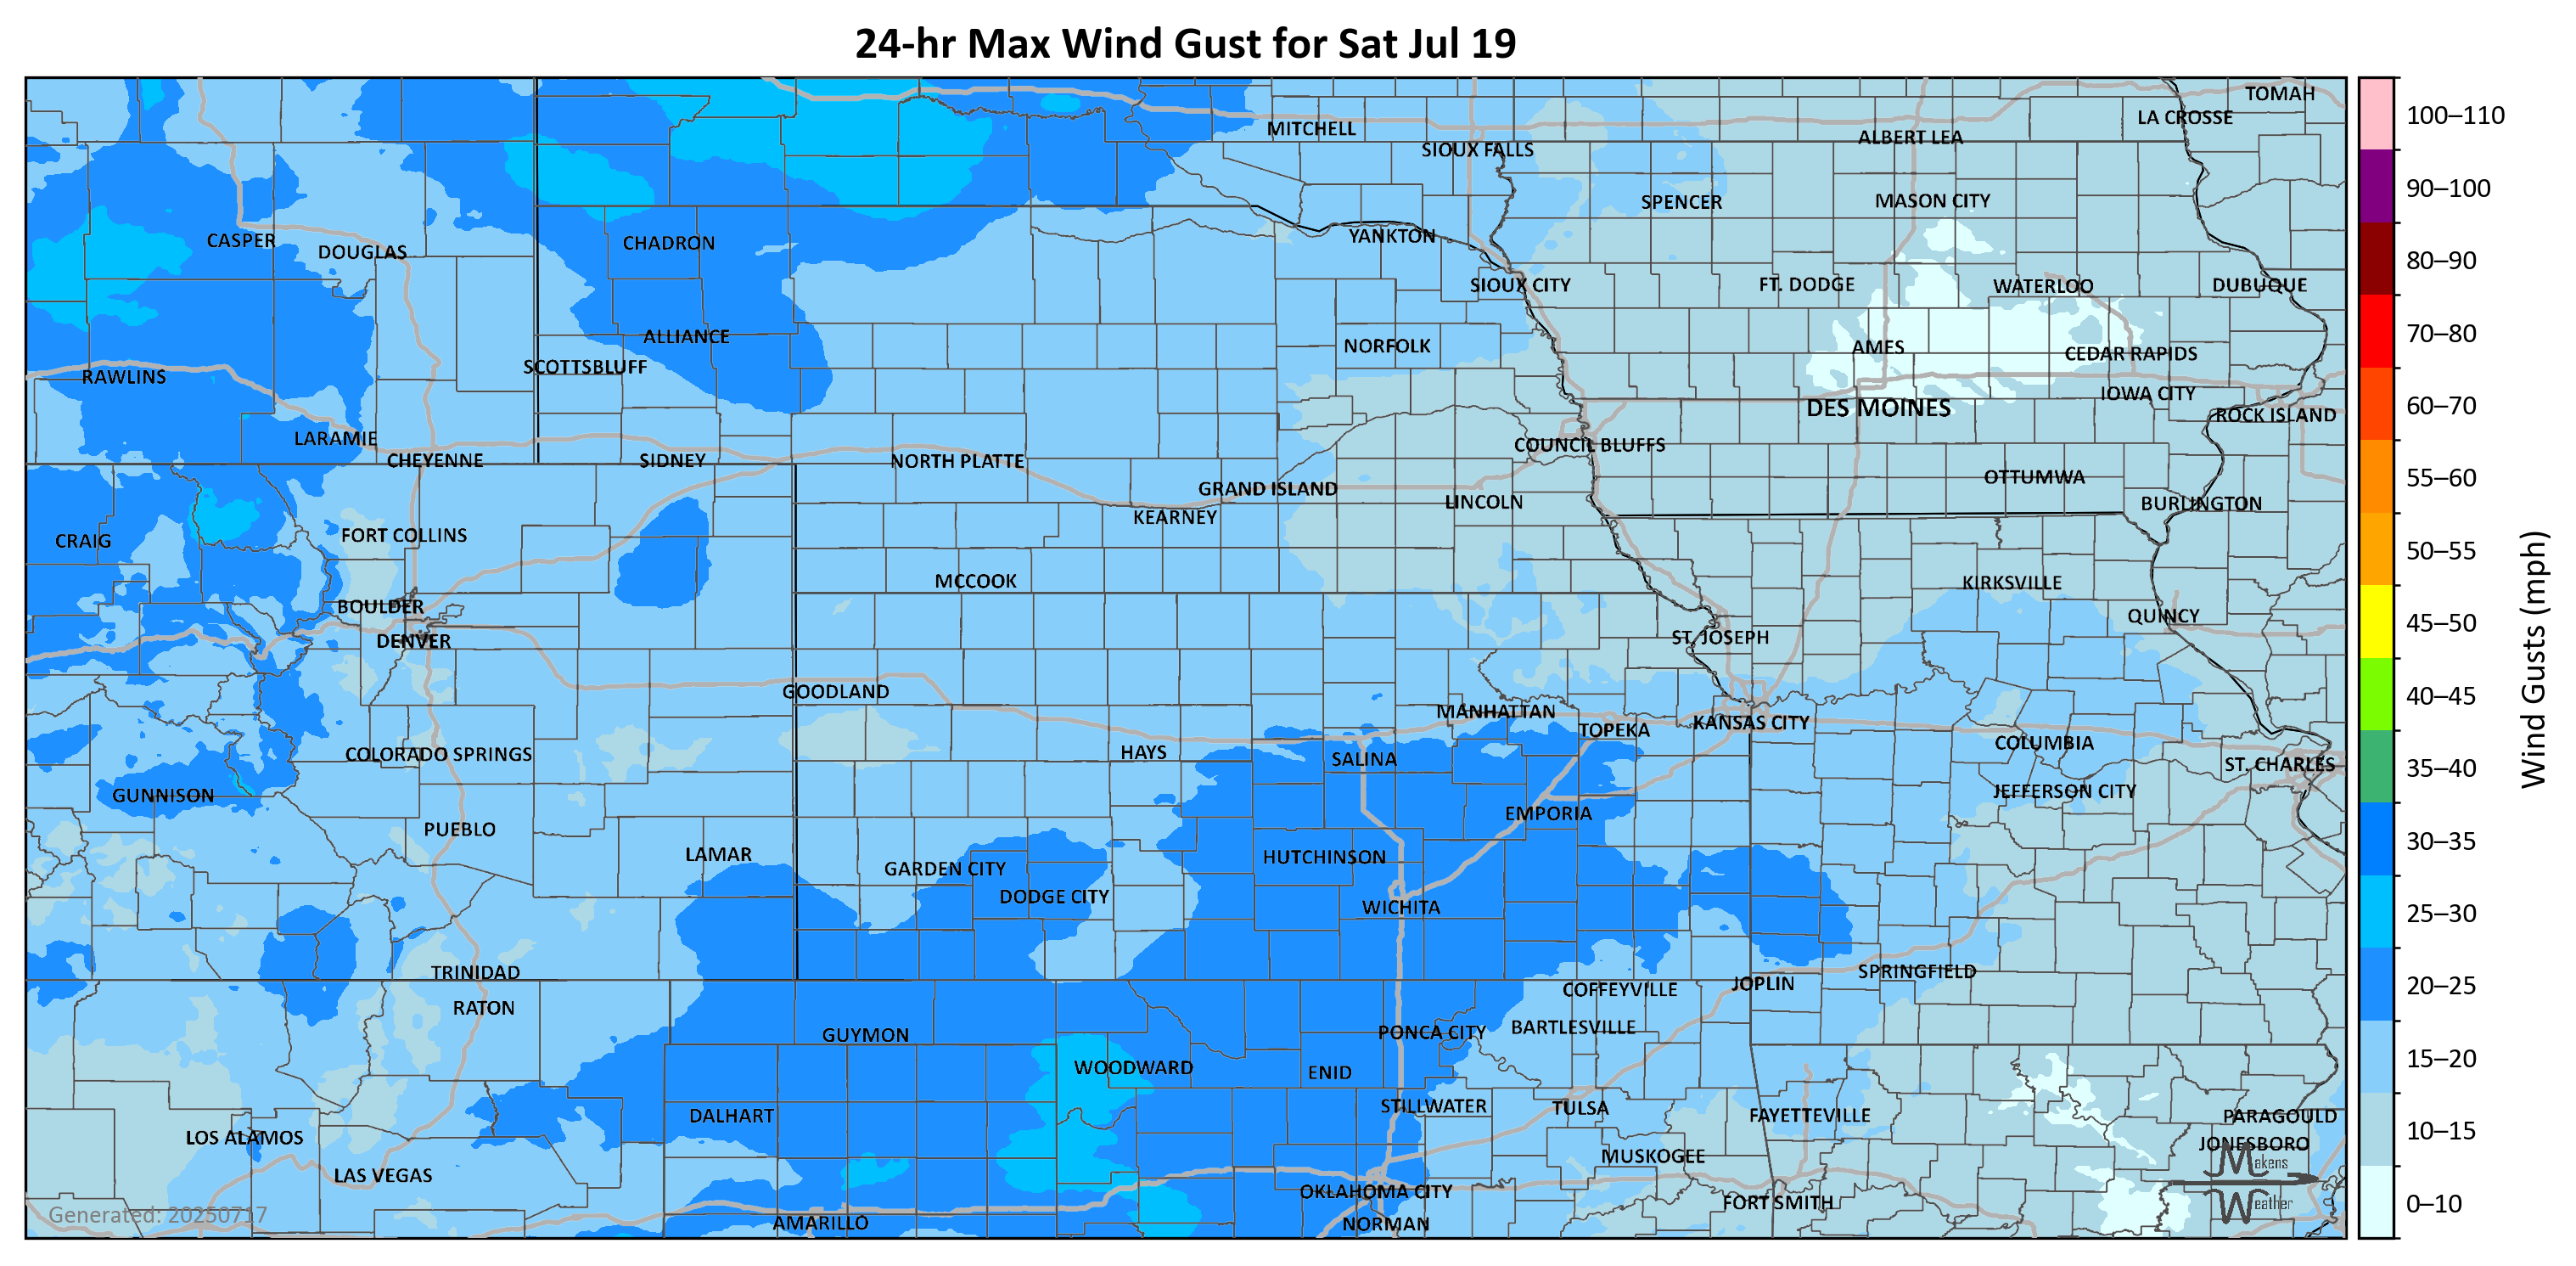 24-hr Max Wind Gust for Sat Jul 19
TOMAH
LA CROSSE
MITCHELL
ALBERT LEA
SIOUX FALLS
SPENCER
MASON CITY
CASPER
DOUGLAS
CHADRON
YANKTON
SIOUX CITY
FT. DODGE
WATERLOO
DUBUQUE
ALLIANCE
NORFOLK
AMES
CEDAR RAPIDS
SCOTTSBLUFF
RAWLINS
IOWA CITY
DES MOINES
ROCK ISLAND
LARAMIE
COUNCIL BLUFFS
CHEYENNE
SIDNEY
NORTH PLATTE
OTTUMWA
GRAND ISLAND
LINCOLN
BURLINGTON
KEARNEY
CRAIG
FORT COLLINS
MCCOOK
KIRKSVILLE
BOULDER
QUINCY
DENVER
ST. JOSEPH
GOODLAND
MANHATTAN
TOPEKA
KANSAS CITY
COLORADO SPRINGS
HAYS
SALINA
COLUMBIA
ST. CHARLES
GUNNISON
JEFFERSON CITY
EMPORIA
PUEBLO
LAMAR
GARDEN CITY
HUTCHINSON
DODGE CITY
WICHITA
TRINIDAD
SPRINGFIELD
JOPLIN
COFFEYVILLE
RATON
GUYMON
PONCA CITY
BARTLESVILLE
WOODWARD
ENID
DALHART
STILLWATER
TULSA
FAYETTEVILLE
PARAGOULD
LOS ALAMOS
JONESBORO
LAS VEGAS
MUSKOGEE
OKLAHOMA CITY
FORT SMITH
AMARILLO
NORMAN
Generated: 20250717
Makens
Weather
100–110
90–100
80–90
70–80
60–70
55–60
50–55
45–50
40–45
35–40
30–35
25–30
20–25
15–20
10–15
0–10
Wind Gusts (mph)